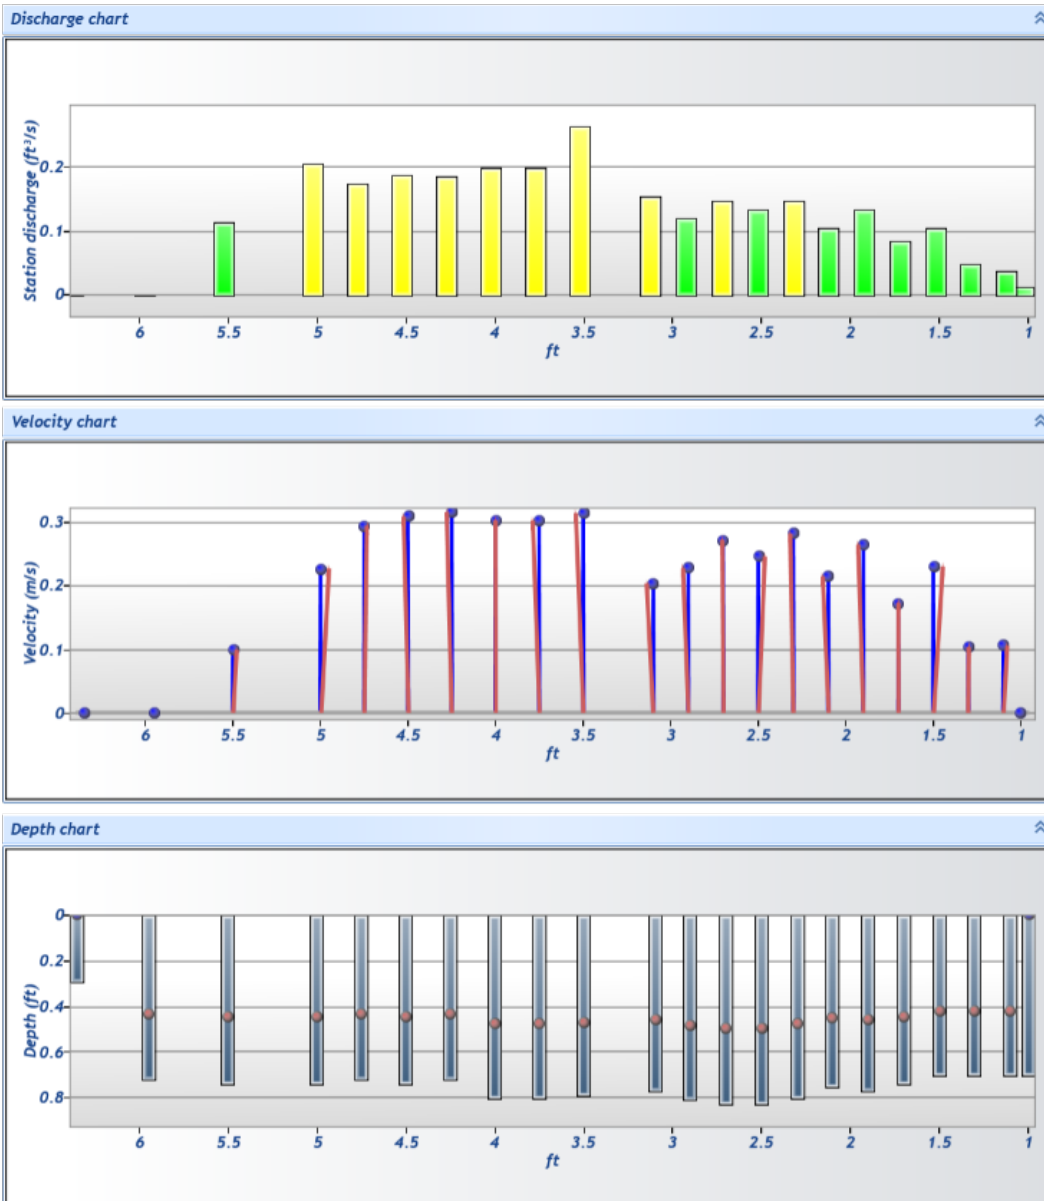 Discharge chart
Station discharge (ft³/s)
0.2
0.1
0
6 5.5 5 4.5 4 3.5 3 2.5 2 1.5 1
ft
Velocity chart
Velocity (m/s)
0.3
0.2
0.1
0
6 5.5 5 4.5 4 3.5 3 2.5 2 1.5 1
ft
Depth chart
Depth (ft)
0
0.2
0.4
0.6
0.8
6 5.5 5 4.5 4 3.5 3 2.5 2 1.5 1
ft